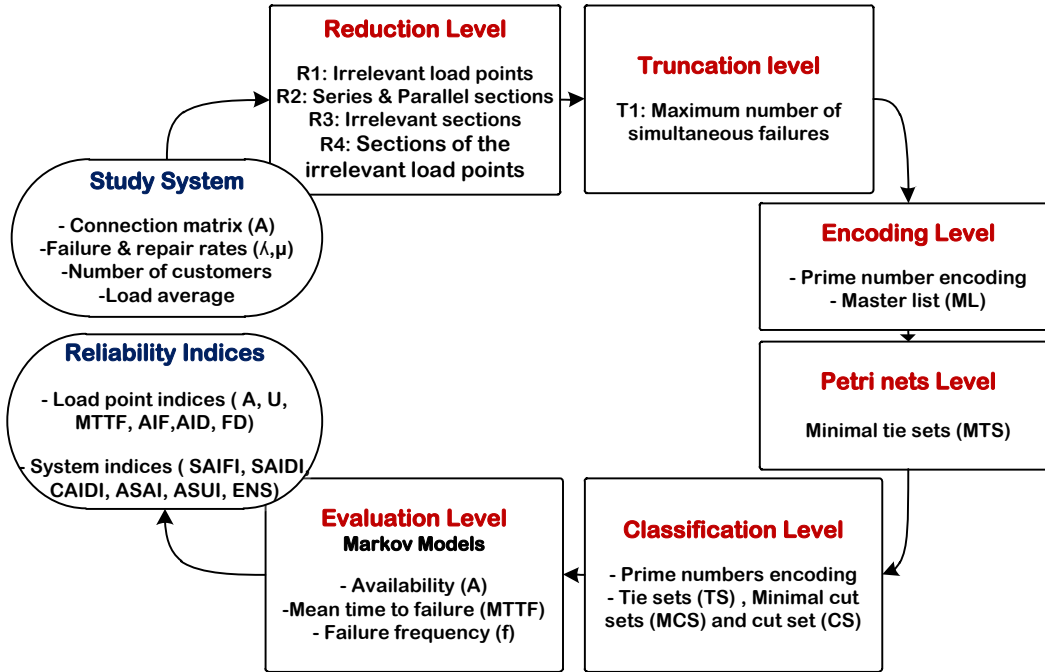 Reduction Level
R1: Irrelevant load points
R2: Series & Parallel sections
R3: Irrelevant sections
R4: Sections of the
irrelevant load points
Truncation level
T1: Maximum number of
simultaneous failures
Study System
- Connection matrix (A)
-Failure & repair rates (ʎ,µ)
-Number of customers
-Load average
Encoding Level
- Prime number encoding
- Master list (ML)
Reliability Indices
- Load point indices ( A, U,
MTTF, AIF,AID, FD)
- System indices ( SAIFI, SAIDI,
CAIDI, ASAI, ASUI, ENS)
Petri nets Level
Minimal tie sets (MTS)
Evaluation Level
Markov Models
- Availability (A)
-Mean time to failure (MTTF)
- Failure frequency (f)
Classification Level
- Prime numbers encoding
- Tie sets (TS) , Minimal cut
sets (MCS) and cut set (CS)